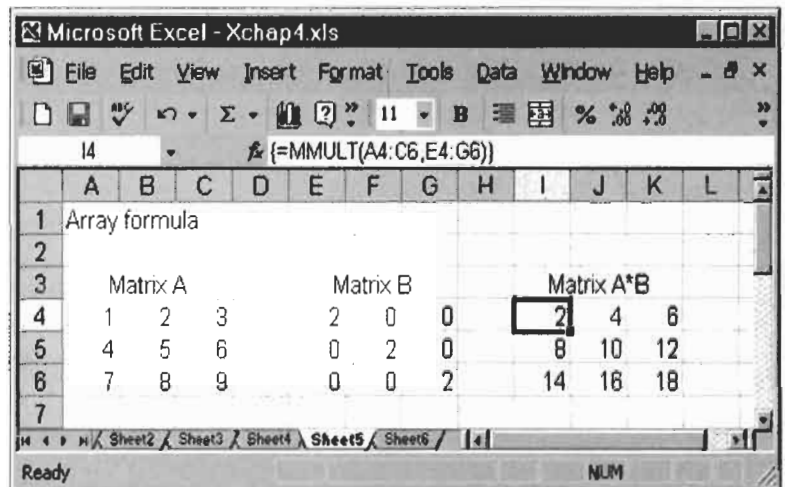 Microsoft Excel - Xchap4.xls
File Edit View Insert Format Tools Data Window Help
Σ 11 B %
I4 fx {=MMULT(A4:C6,E4:G6)}
A B C D E F G H I J K L
1 Array formula
2
3 Matrix A Matrix B Matrix A*B
4 1 2 3 2 0 0 2 4 6
5 4 5 6 0 2 0 8 10 12
6 7 8 9 0 0 2 14 16 18
7
Sheet2 Sheet3 Sheet4 Sheet5 Sheet6
Ready NUM